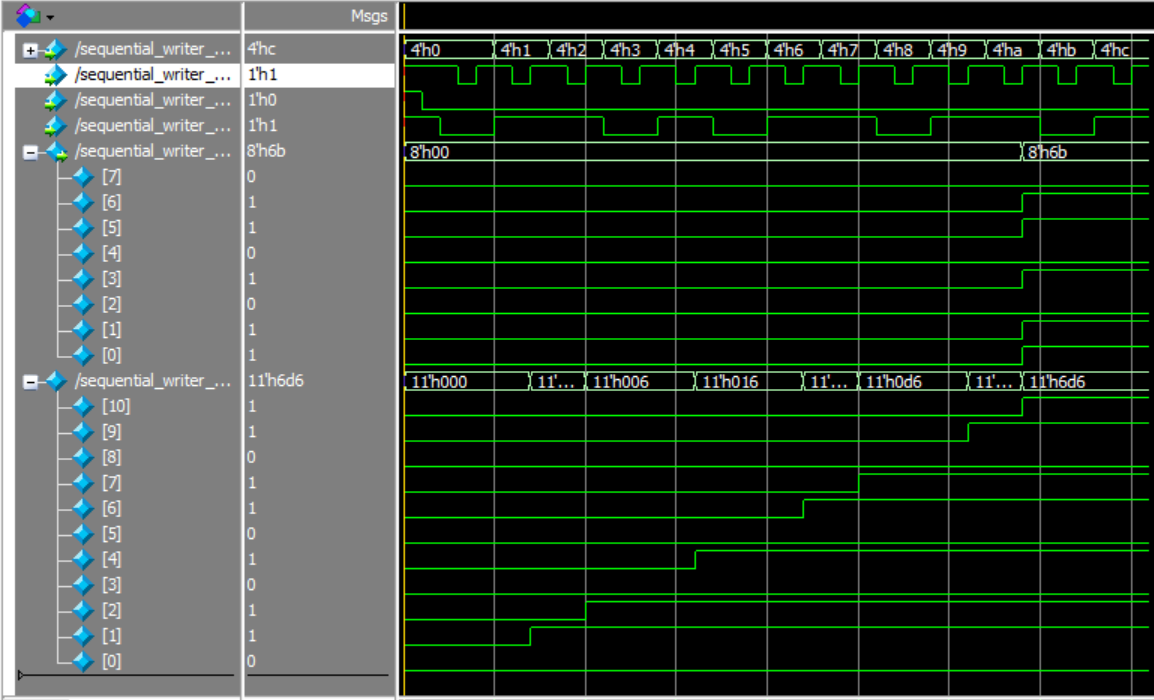 Msgs
/sequential_writer_... 4'hc 4'h0 4'h1 4'h2 4'h3 4'h4 4'h5 4'h6 4'h7 4'h8 4'h9 4'ha 4'hb 4'hc
/sequential_writer_... 1'h1
/sequential_writer_... 1'h0
/sequential_writer_... 1'h1
/sequential_writer_... 8'h6b 8'h00 8'h6b
[7] 0
[6] 1
[5] 1
[4] 0
[3] 1
[2] 0
[1] 1
[0] 1
/sequential_writer_... 11'h6d6 11'h000 11'... 11'h006 11'h016 11'... 11'h0d6 11'... 11'h6d6
[10] 1
[9] 1
[8] 0
[7] 1
[6] 1
[5] 0
[4] 1
[3] 0
[2] 1
[1] 1
[0] 0